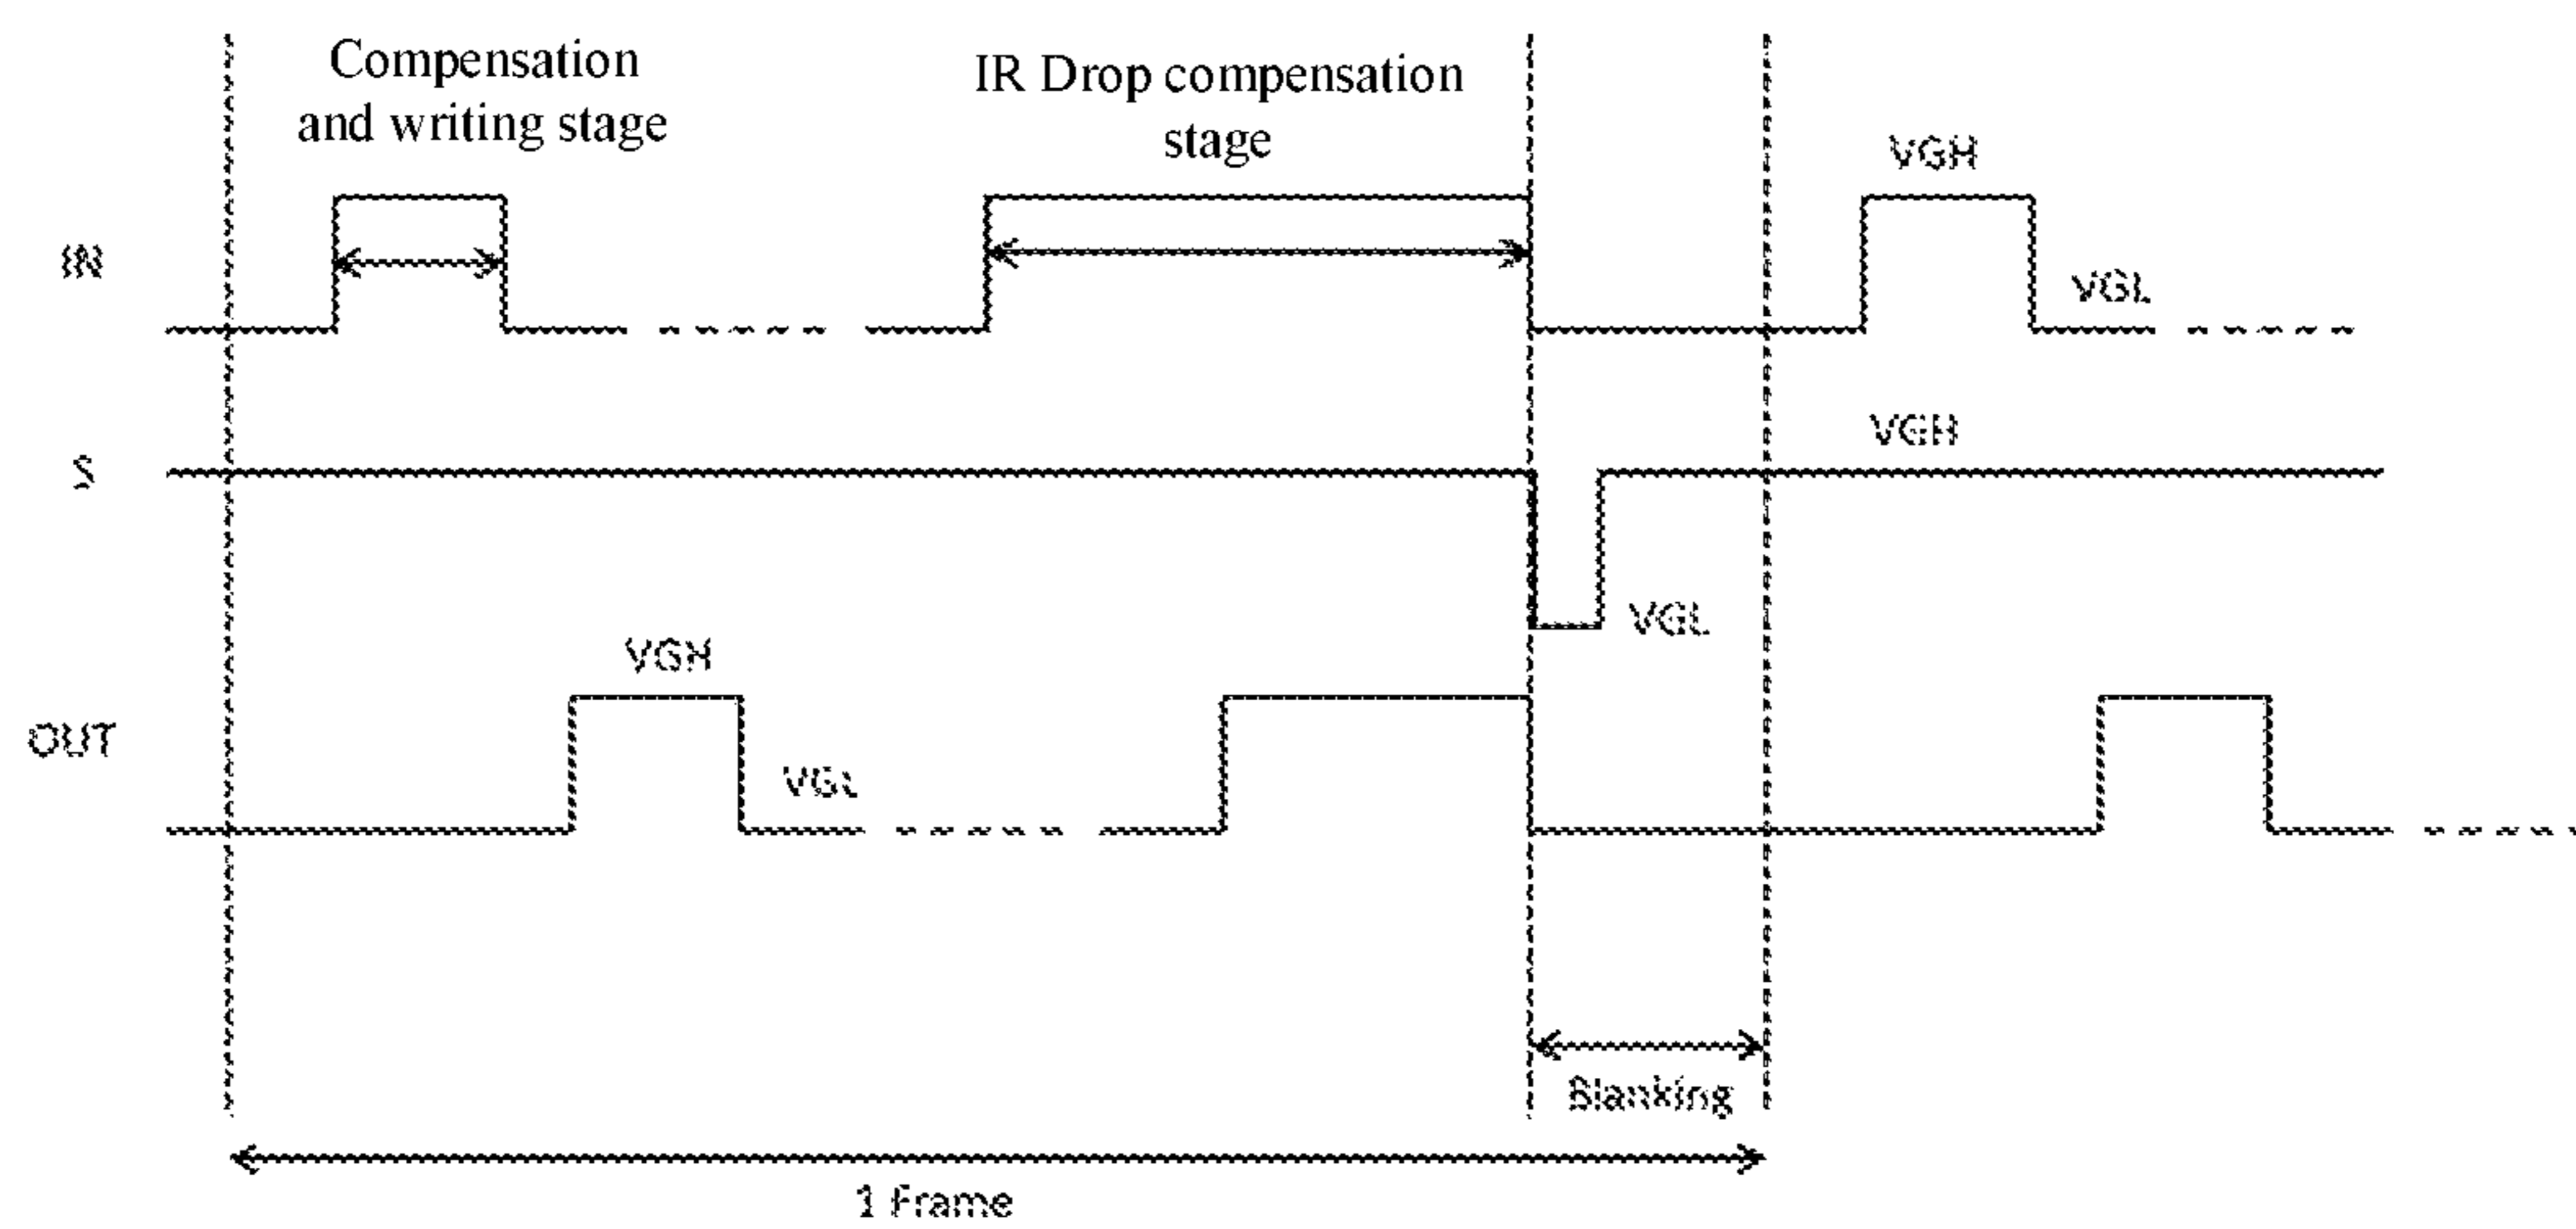 Compensation
and writing stage
IR Drop compensation
stage
VGH
IN
VGL
VGH
S
VGL
VGH
OUT
VGL
Blanking
1 Frame